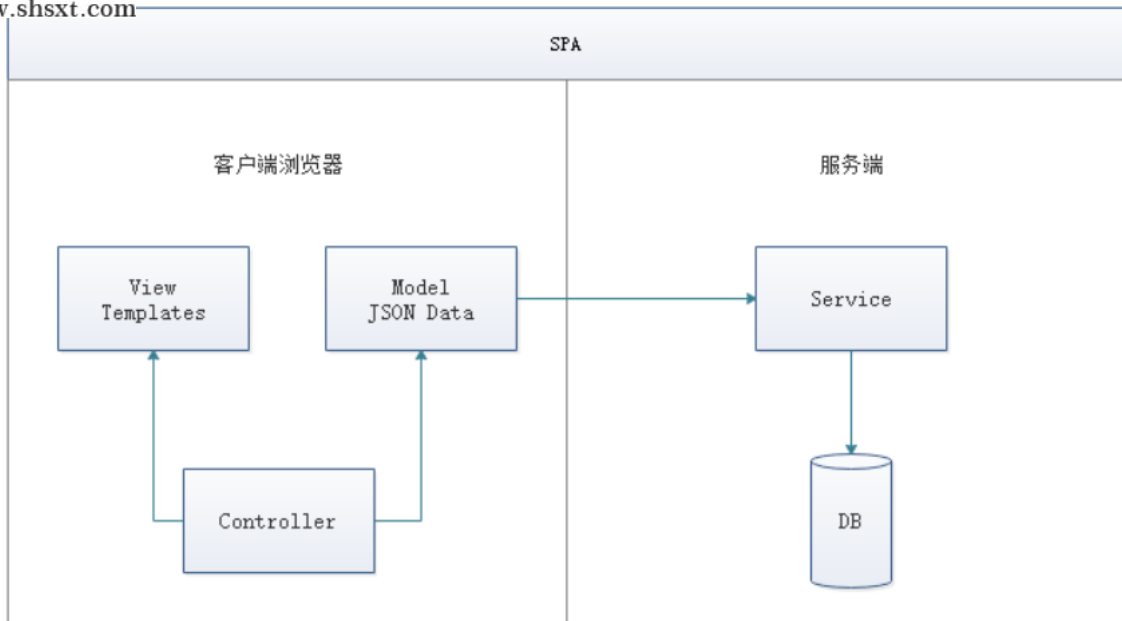 .shsxt.com
SPA
客户端浏览器
服务端
View
Templates
Model
JSON Data
Service
Controller
DB